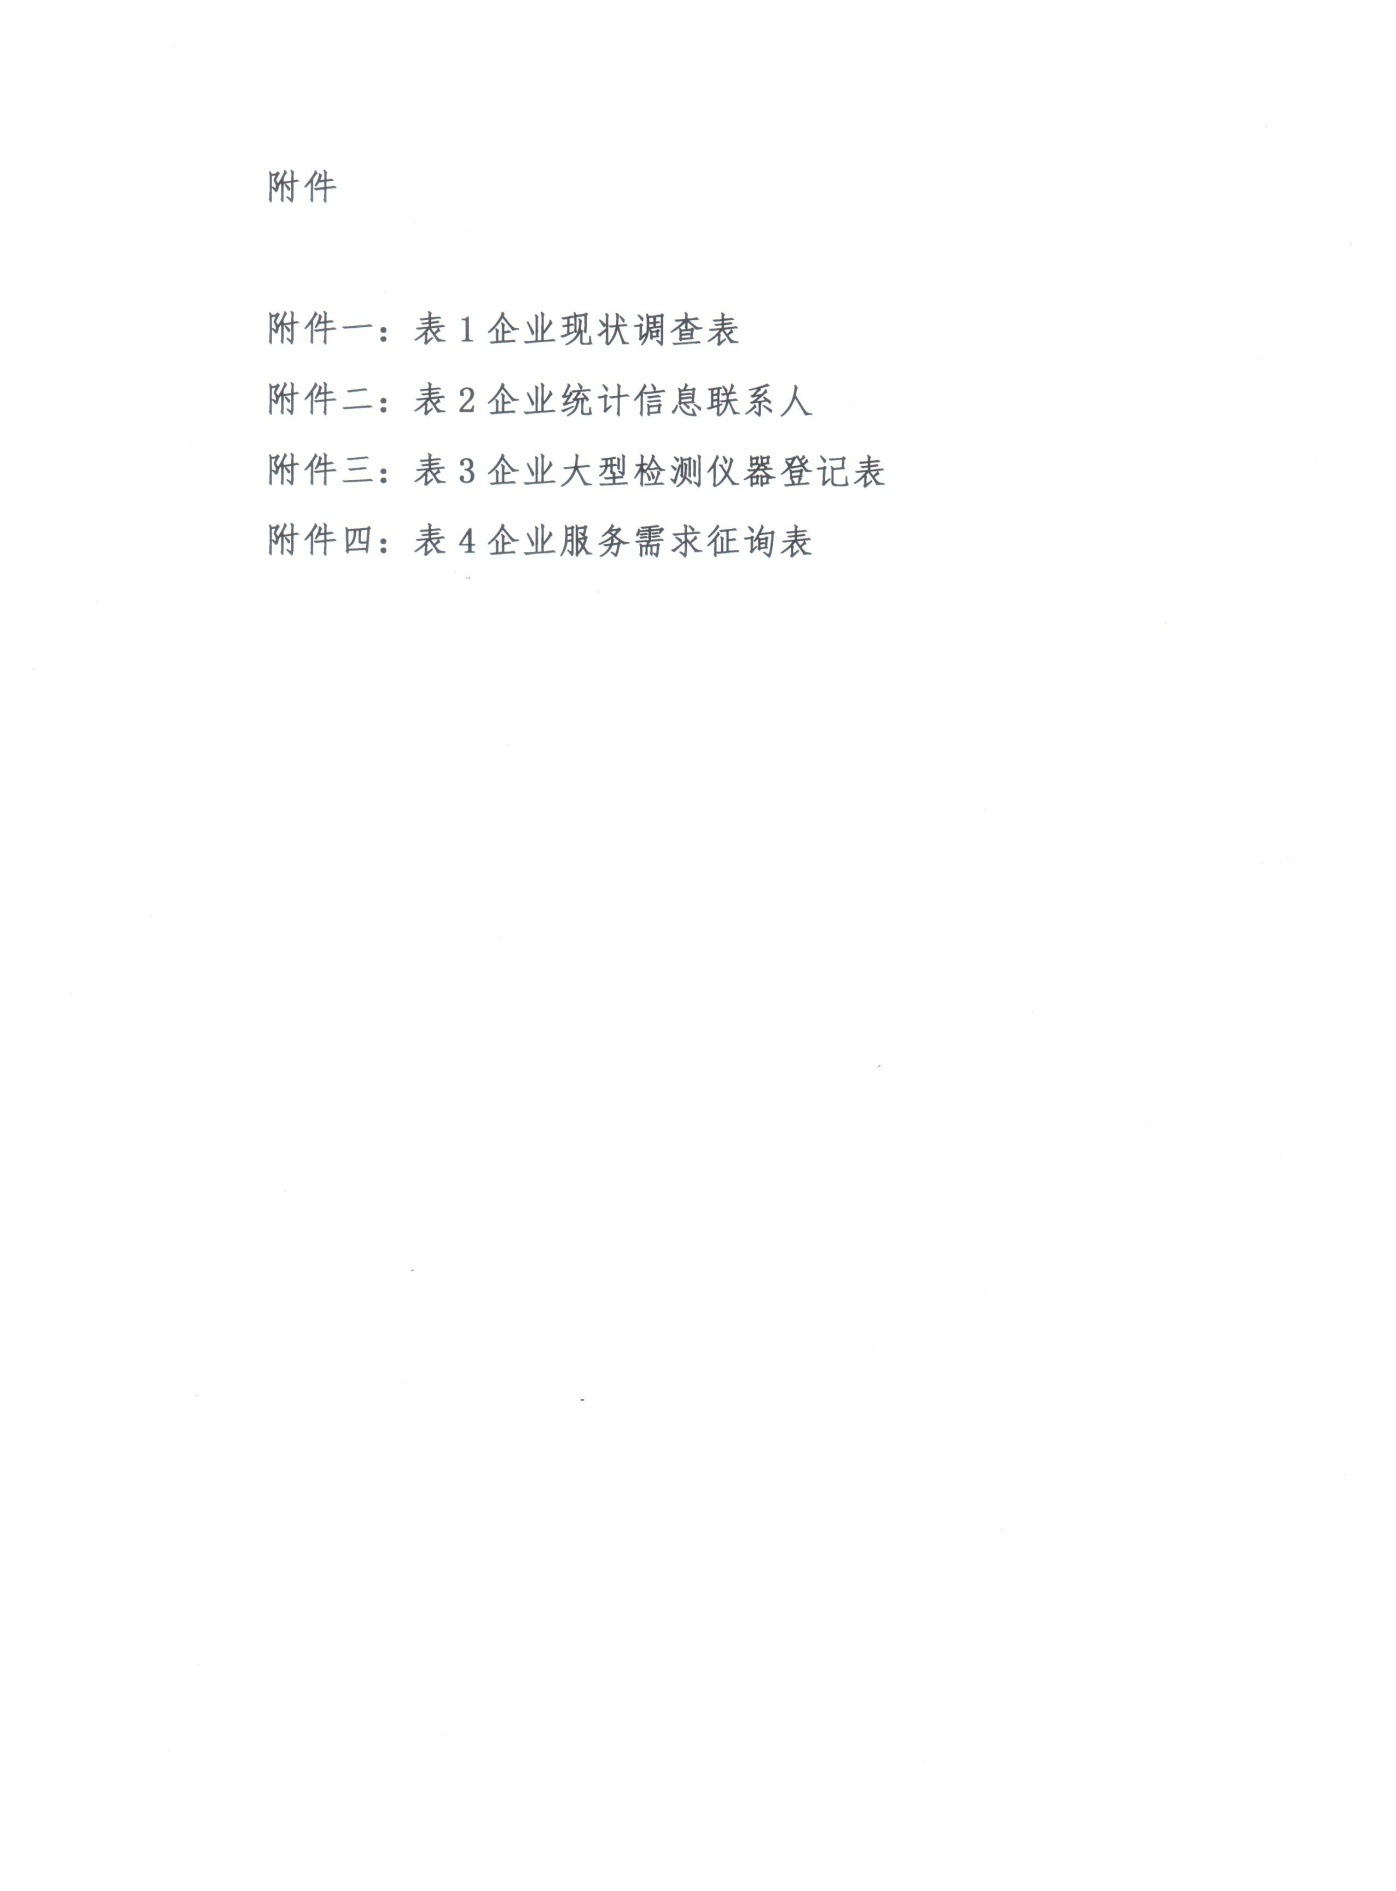 附件
附件一：表1企业现状调查表
附件二：表2企业统计信息联系人
附件三：表3企业大型检测仪器登记表
附件四：表4企业服务需求征询表